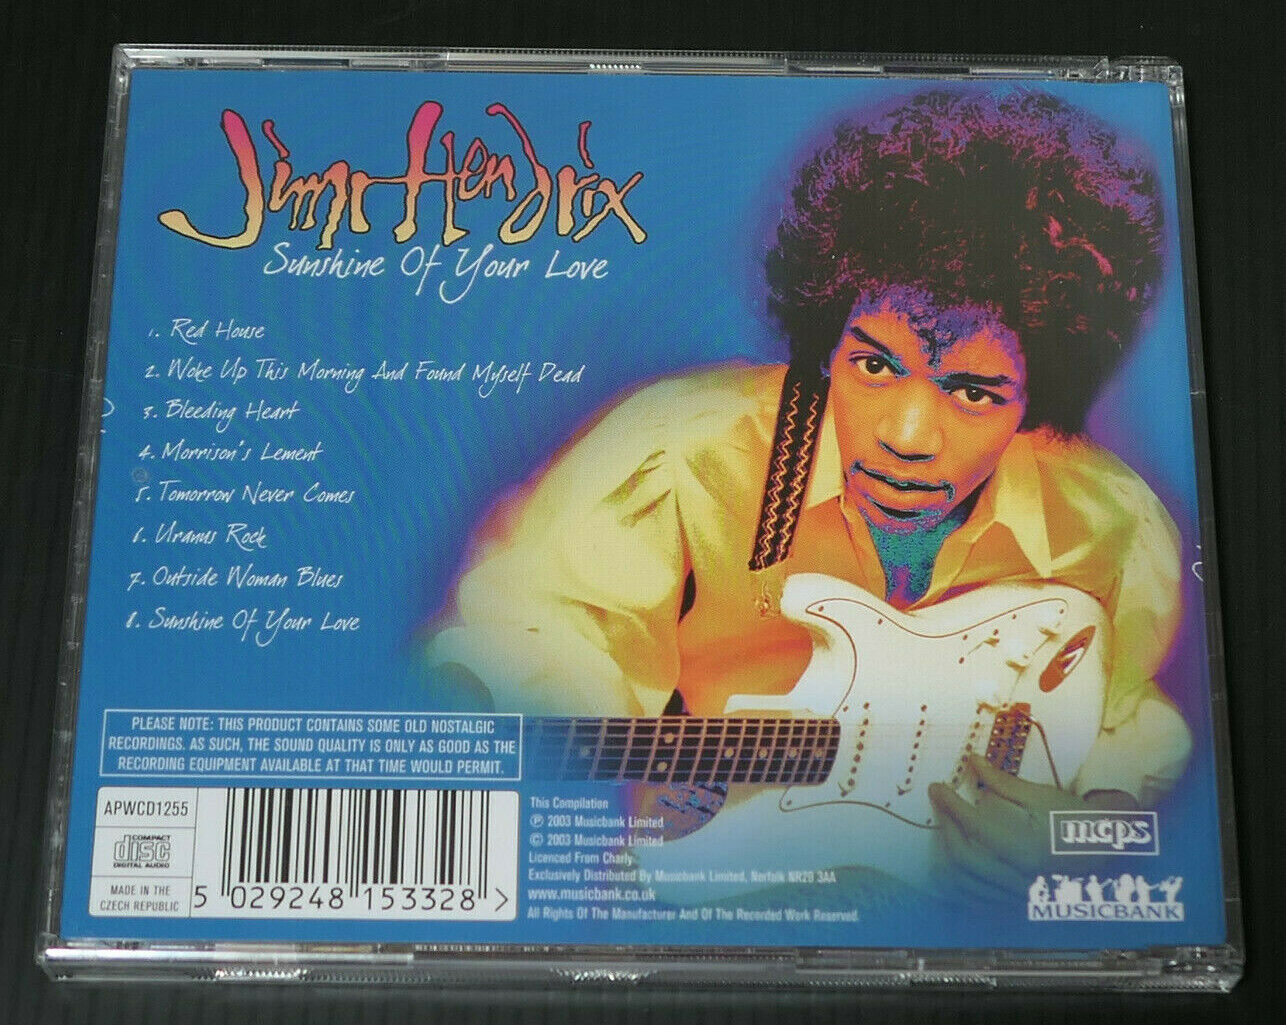 Jimi Hendrix
Sunshine Of Your Love
1. Red House
2. Woke Up This Morning And Found Myself Dead
3. Bleeding Heart
4. Morrison's Lement
5. Tomorrow Never Comes
6. Uranus Rock
7. Outside Woman Blues
8. Sunshine Of Your Love
PLEASE NOTE: THIS PRODUCT CONTAINS SOME OLD NOSTALGIC
RECORDINGS. AS SUCH, THE SOUND QUALITY IS ONLY AS GOOD AS THE
RECORDING EQUIPMENT AVAILABLE AT THAT TIME WOULD PERMIT.
APWCD1255
COMPACT
disc
DIGITAL AUDIO
MADE IN THE
CZECH REPUBLIC
5 029248 153328 >
This Compilation
℗ 2003 Musicbank Limited
© 2003 Musicbank Limited
Licenced From Charly
Exclusively Distributed By Musicbank Limited, Norfolk NR29 3AA
www.musicbank.co.uk
All Rights Of The Manufacturer And Of The Recorded Work Reserved.
mcps
MUSICBANK